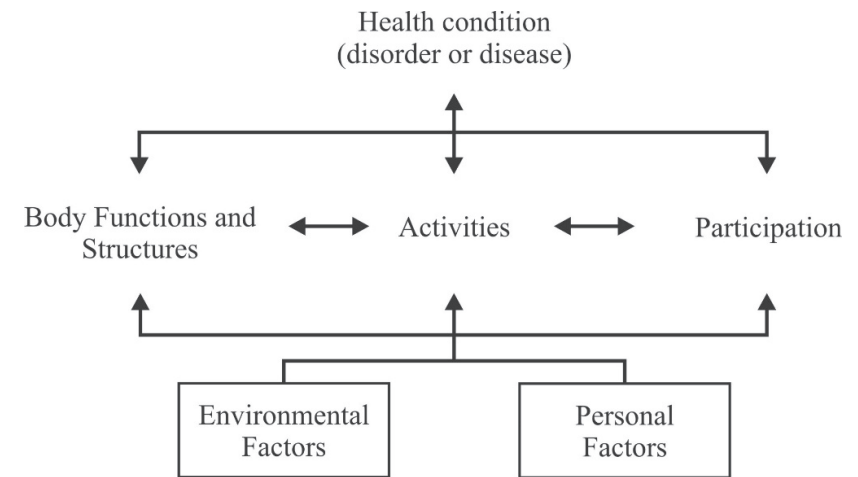 Health condition
(disorder or disease)
Body Functions and
Structures
Activities
Participation
Environmental
Factors
Personal
Factors